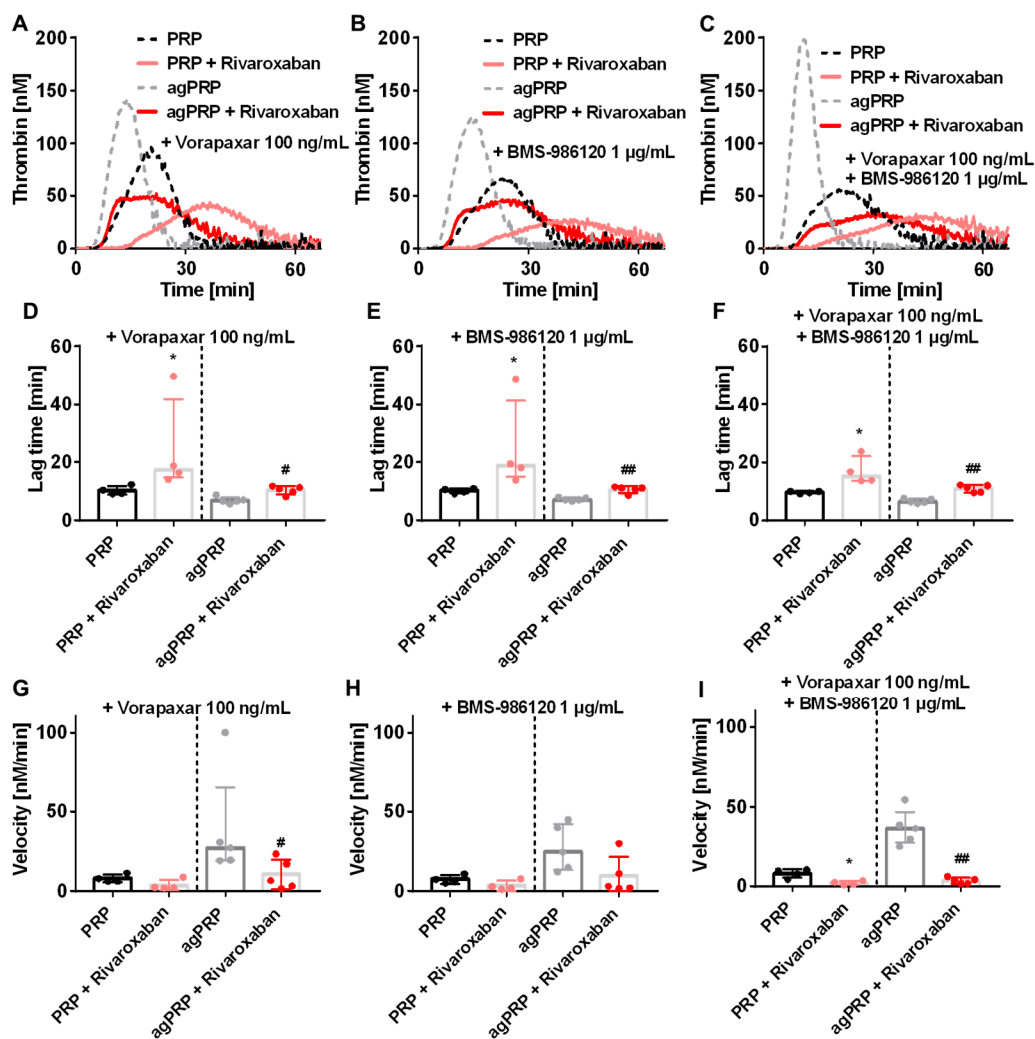 A
200
150
100
50
0
Thrombin [nM]
PRP
PRP + Rivaroxaban
agPRP
agPRP + Rivaroxaban
+ Vorapaxar 100 ng/mL
0
30
60
Time [min]
B
200
150
100
50
0
Thrombin [nM]
PRP
PRP + Rivaroxaban
agPRP
agPRP + Rivaroxaban
+ BMS-986120 1 µg/mL
0
30
60
Time [min]
C
200
150
100
50
0
Thrombin [nM]
PRP
PRP + Rivaroxaban
agPRP
agPRP + Rivaroxaban
+ Vorapaxar 100 ng/mL
+ BMS-986120 1 µg/mL
0
30
60
Time [min]
D
+ Vorapaxar 100 ng/mL
60
40
20
0
Lag time [min]
*
#
PRP
PRP + Rivaroxaban
agPRP
agPRP + Rivaroxaban
E
+ BMS-986120 1 µg/mL
60
40
20
0
Lag time [min]
*
##
PRP
PRP + Rivaroxaban
agPRP
agPRP + Rivaroxaban
F
+ Vorapaxar 100 ng/mL
+ BMS-986120 1 µg/mL
60
40
20
0
Lag time [min]
*
##
PRP
PRP + Rivaroxaban
agPRP
agPRP + Rivaroxaban
G
+ Vorapaxar 100 ng/mL
100
50
0
Velocity [nM/min]
#
PRP
PRP + Rivaroxaban
agPRP
agPRP + Rivaroxaban
H
+ BMS-986120 1 µg/mL
100
50
0
Velocity [nM/min]
PRP
PRP + Rivaroxaban
agPRP
agPRP + Rivaroxaban
I
+ Vorapaxar 100 ng/mL
+ BMS-986120 1 µg/mL
100
50
0
Velocity [nM/min]
*
##
PRP
PRP + Rivaroxaban
agPRP
agPRP + Rivaroxaban